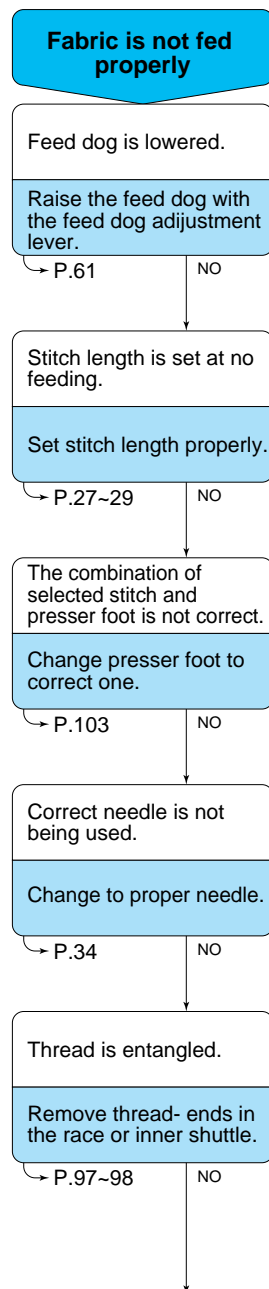 Fabric is not fed
properly
Feed dog is lowered.
Raise the feed dog with
the feed dog adijustment
lever.
P.61
NO
Stitch length is set at no
feeding.
Set stitch length properly.
P.27~29
NO
The combination of
selected stitch and
presser foot is not correct.
Change presser foot to
correct one.
P.103
NO
Correct needle is not
being used.
Change to proper needle.
P.34
NO
Thread is entangled.
Remove thread- ends in
the race or inner shuttle.
P.97~98
NO